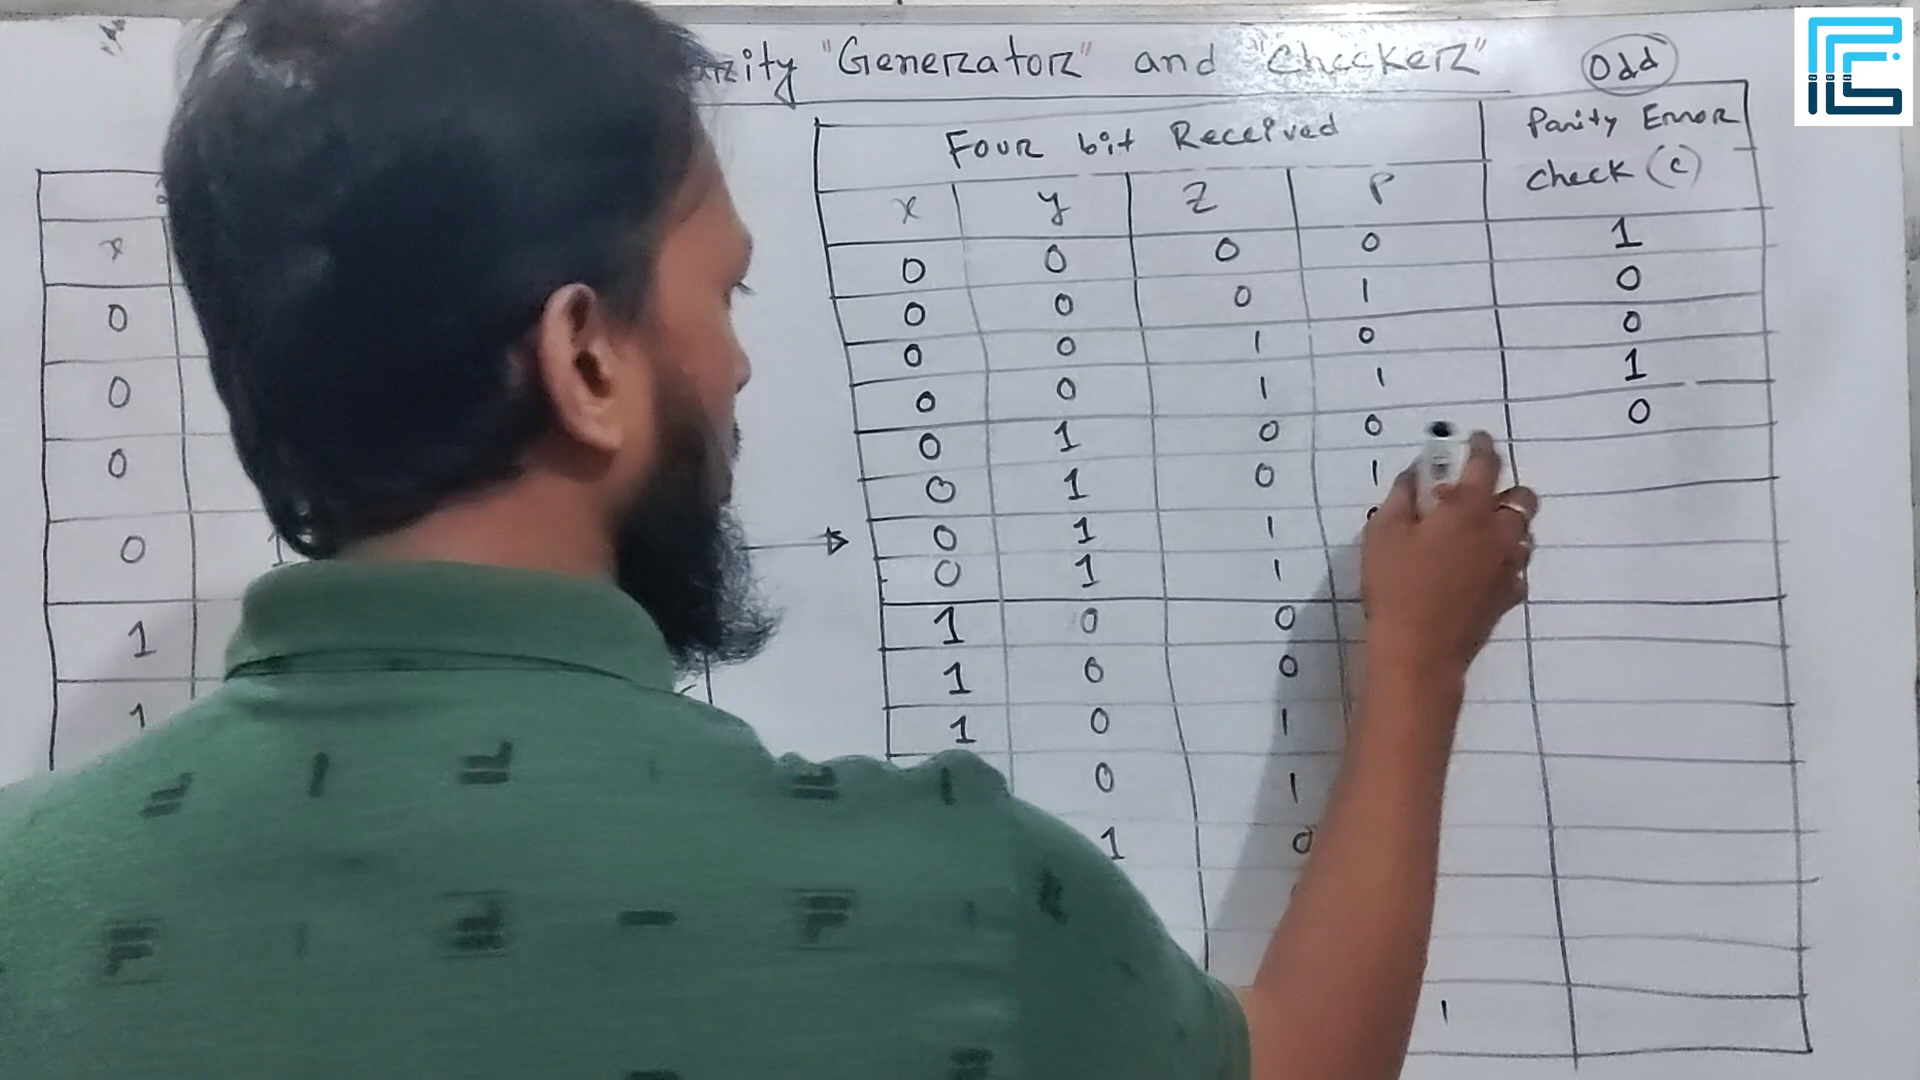 "Generator" and "Checker" Odd
Four bit Received Parity Error check (c)
x y z P
0 0 0 0 1
0 0 0 1 0
0 0 1 0 0
0 0 1 1 1
0 1 0 0 0
0 1 0 1
0 1 1
0 1 1
1 0 0
1 0 0
1 0 1
0 1
1 0
1
x
0
0
0
0 1
1
1